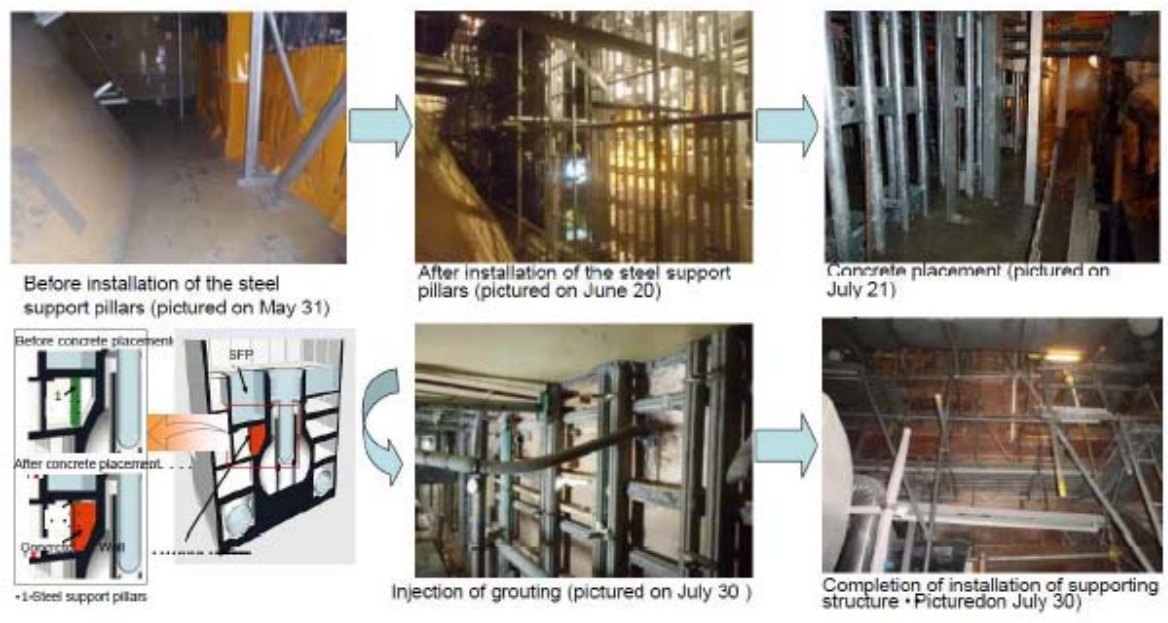 Before installation of the steel
support pillars (pictured on May 31)
After installation of the steel support
pillars (pictured on June 20)
Concrete placement (pictured on
July 21)
Before concrete placement
1
After concrete placement
Wall
•1•Steel support pillars
SFP
Injection of grouting (pictured on July 30 )
Completion of installation of supporting
structure •Picturedon July 30)